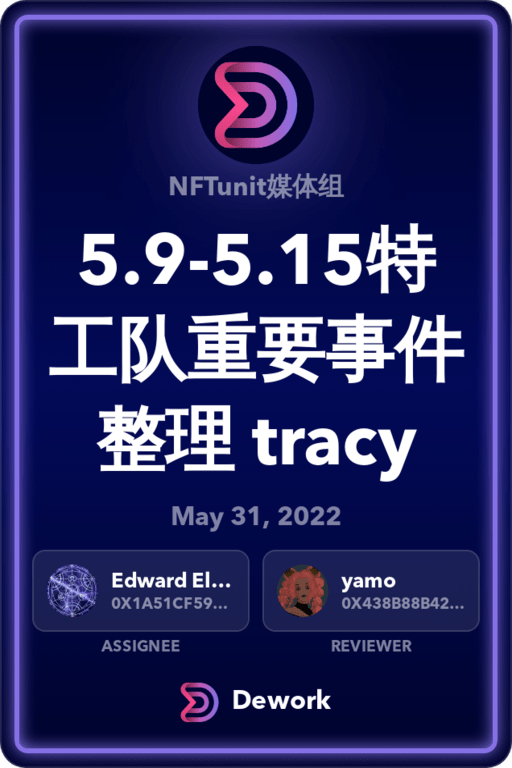 NFTunit媒体组
5.9-5.15特
工队重要事件
整理 tracy
May 31, 2022
Edward El...
0X1A51CF59...
ASSIGNEE
yamo
0X438B88B42...
REVIEWER
Dework